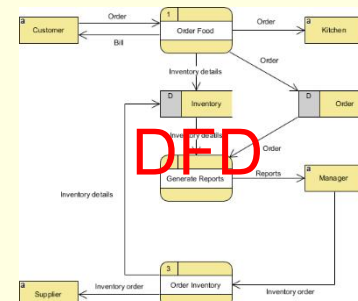 a
1
a
Order
Order
Customer
Order Food
Kitchen
Bill
Inventory details
Order
D
Inventory
D
Order
Inventory details
DFD
Order
a
Generate Reports
Reports
Manager
Inventory details
a
3
Inventory order
Order Inventory
Inventory order
Supplier